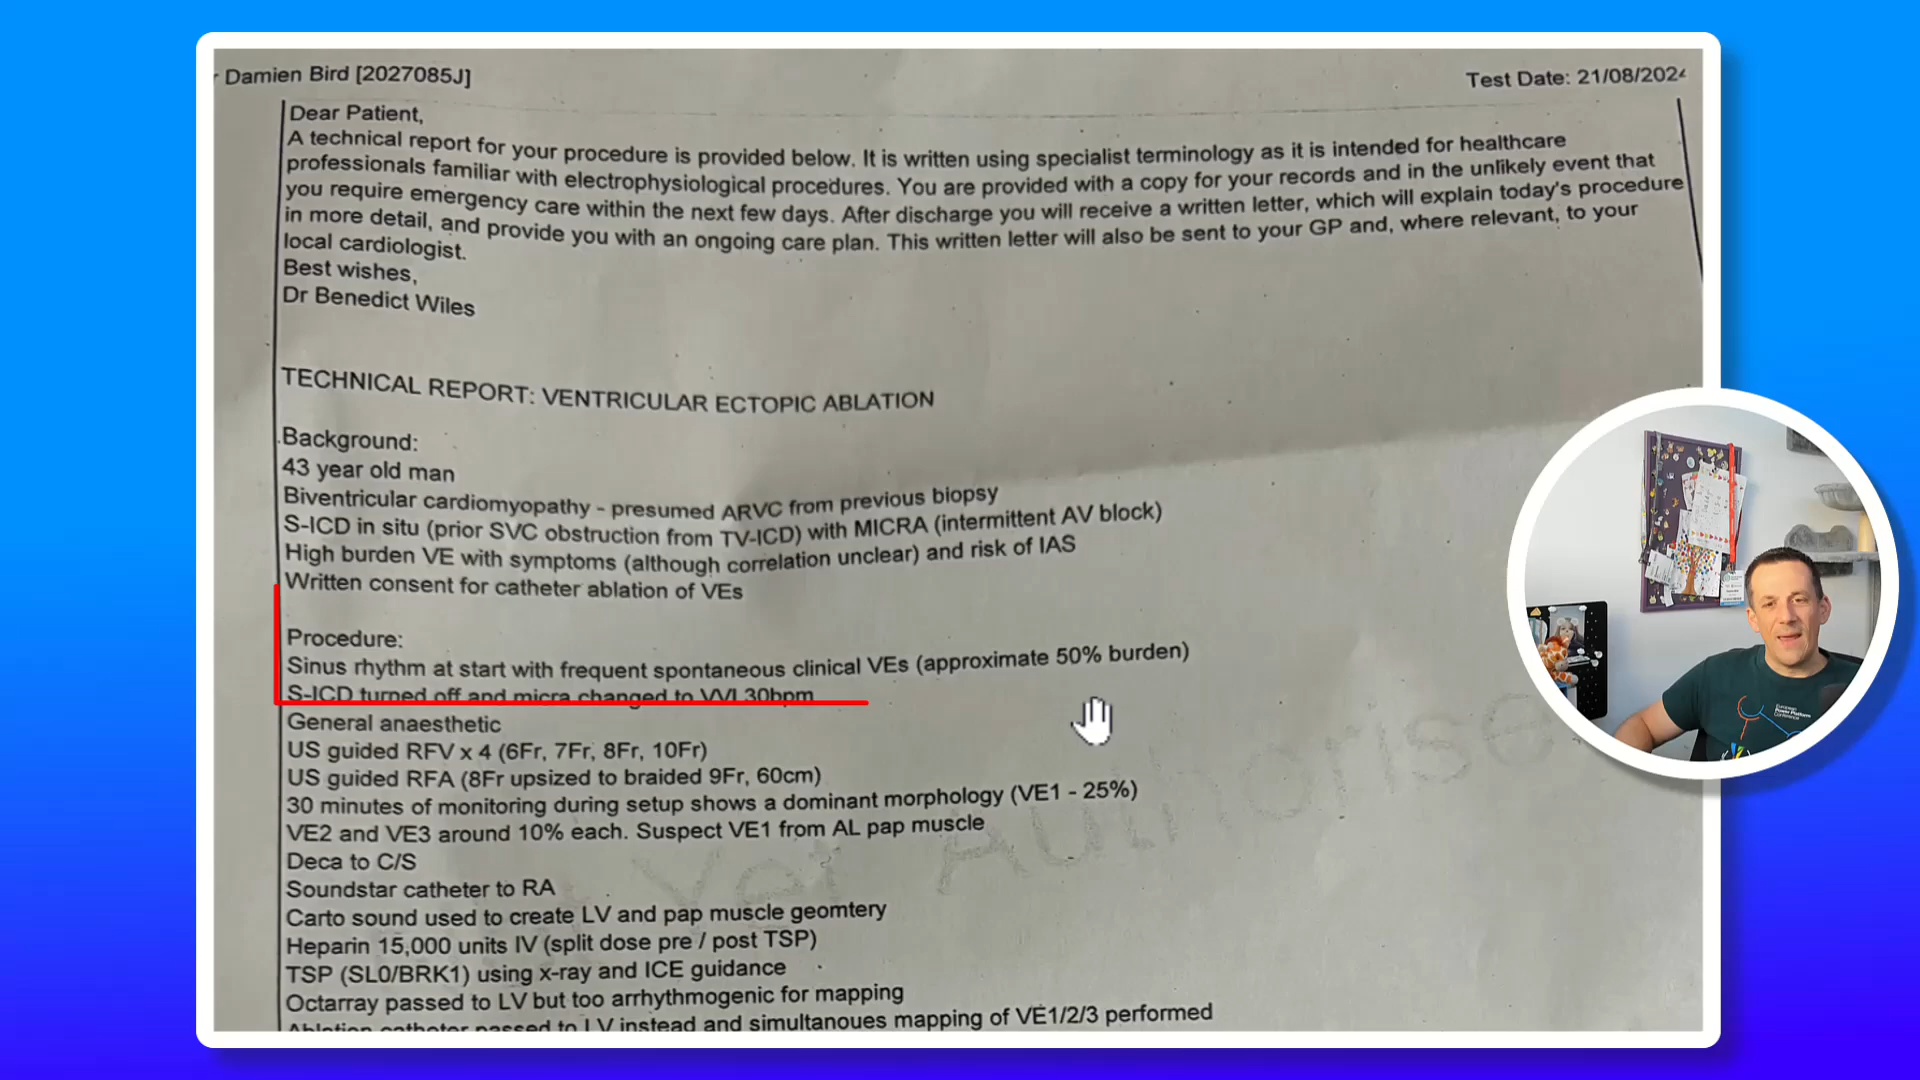 Damien Bird [2027085J]
Test Date: 21/08/2024
Dear Patient,
A technical report for your procedure is provided below. It is written using specialist terminology as it is intended for healthcare
professionals familiar with electrophysiological procedures. You are provided with a copy for your records and in the unlikely event that
you require emergency care within the next few days. After discharge you will receive a written letter, which will explain today's procedure
in more detail, and provide you with an ongoing care plan. This written letter will also be sent to your GP and, where relevant, to your
local cardiologist.
Best wishes,
Dr Benedict Wiles
TECHNICAL REPORT: VENTRICULAR ECTOPIC ABLATION
Background:
43 year old man
Biventricular cardiomyopathy - presumed ARVC from previous biopsy
S-ICD in situ (prior SVC obstruction from TV-ICD) with MICRA (intermittent AV block)
High burden VE with symptoms (although correlation unclear) and risk of IAS
Written consent for catheter ablation of VEs
Procedure:
Sinus rhythm at start with frequent spontaneous clinical VEs (approximate 50% burden)
S-ICD turned off and micra changed to VVI 30bpm
General anaesthetic
US guided RFV x 4 (6Fr, 7Fr, 8Fr, 10Fr)
US guided RFA (8Fr upsized to braided 9Fr, 60cm)
30 minutes of monitoring during setup shows a dominant morphology (VE1 - 25%)
VE2 and VE3 around 10% each. Suspect VE1 from AL pap muscle
Deca to C/S
Soundstar catheter to RA
Carto sound used to create LV and pap muscle geomtery
Heparin 15,000 units IV (split dose pre / post TSP)
TSP (SL0/BRK1) using x-ray and ICE guidance
Octarray passed to LV but too arrhythmogenic for mapping
Ablation catheter passed to LV instead and simultanoues mapping of VE1/2/3 performed
Yet Authorise
European
Power Platform
Conference